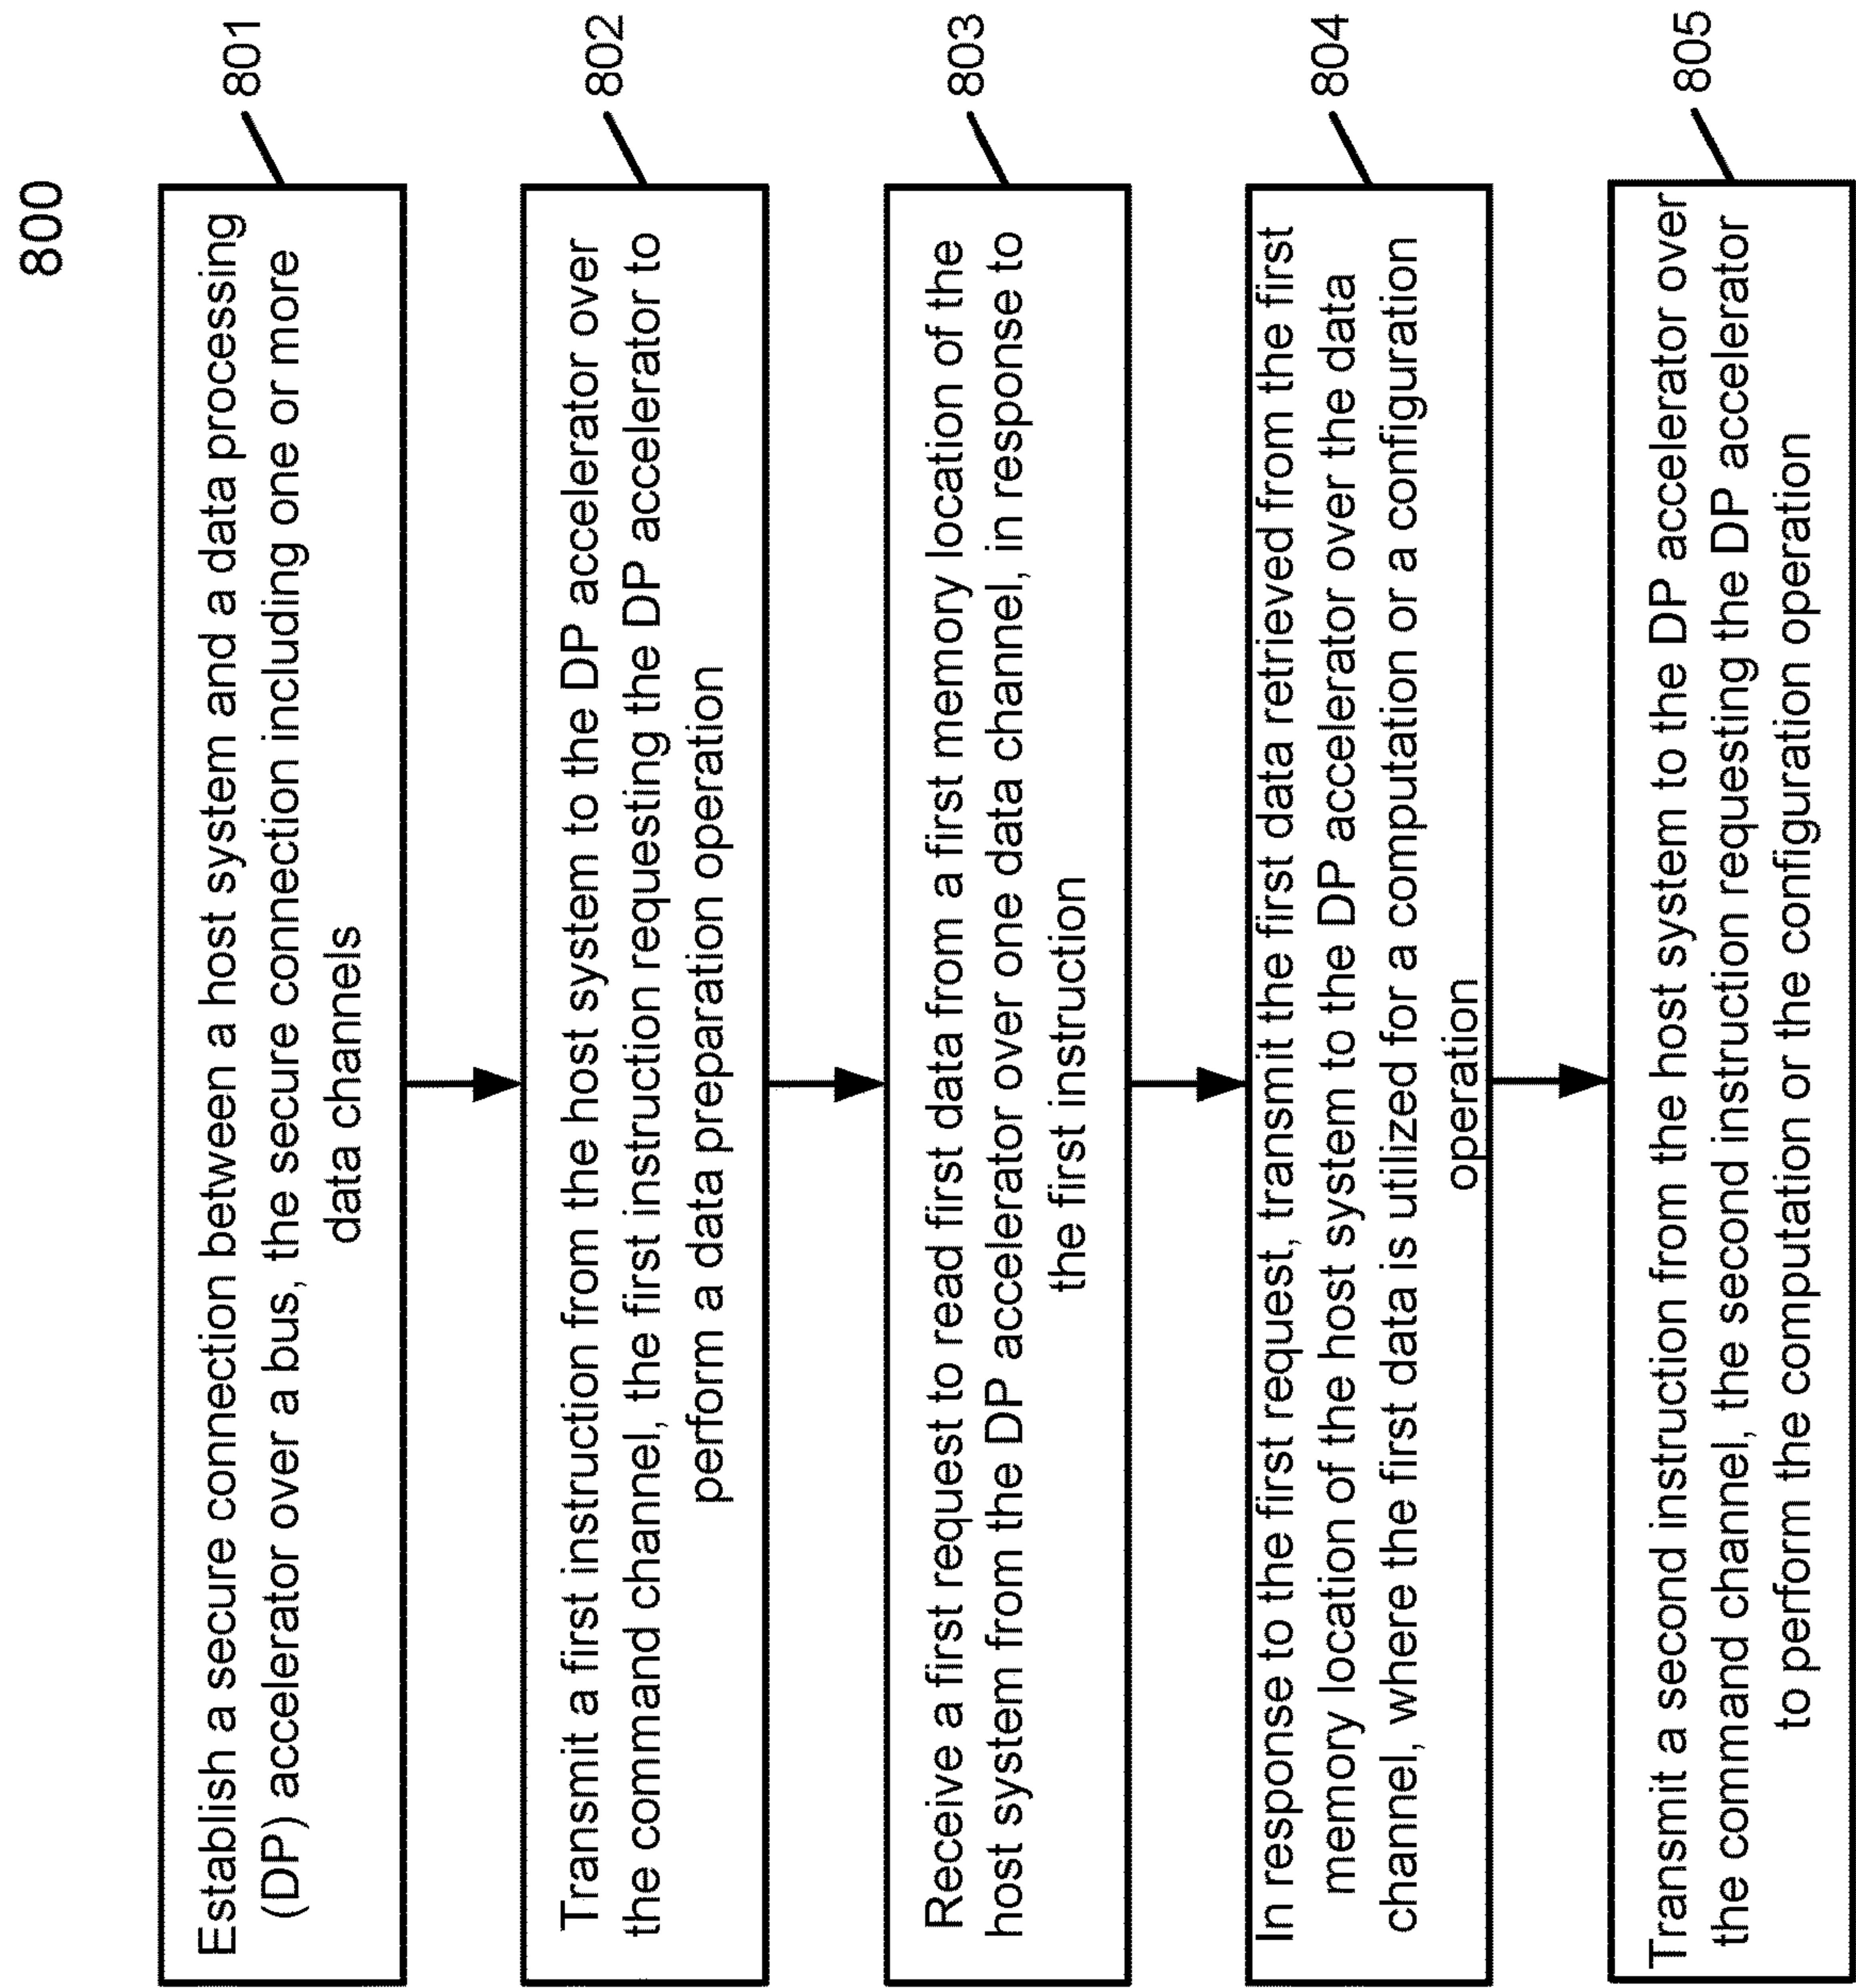 800
Establish a secure connection between a host system and a data processing
(DP) accelerator over a bus, the secure connection including one or more
data channels
801
Transmit a first instruction from the host system to the DP accelerator over
the command channel, the first instruction requesting the DP accelerator to
perform a data preparation operation
802
Receive a first request to read first data from a first memory location of the
host system from the DP accelerator over one data channel, in response to
the first instruction
803
In response to the first request, transmit the first data retrieved from the first
memory location of the host system to the DP accelerator over the data
channel, where the first data is utilized for a computation or a configuration
operation
804
Transmit a second instruction from the host system to the DP accelerator over
the command channel, the second instruction requesting the DP accelerator
to perform the computation or the configuration operation
805